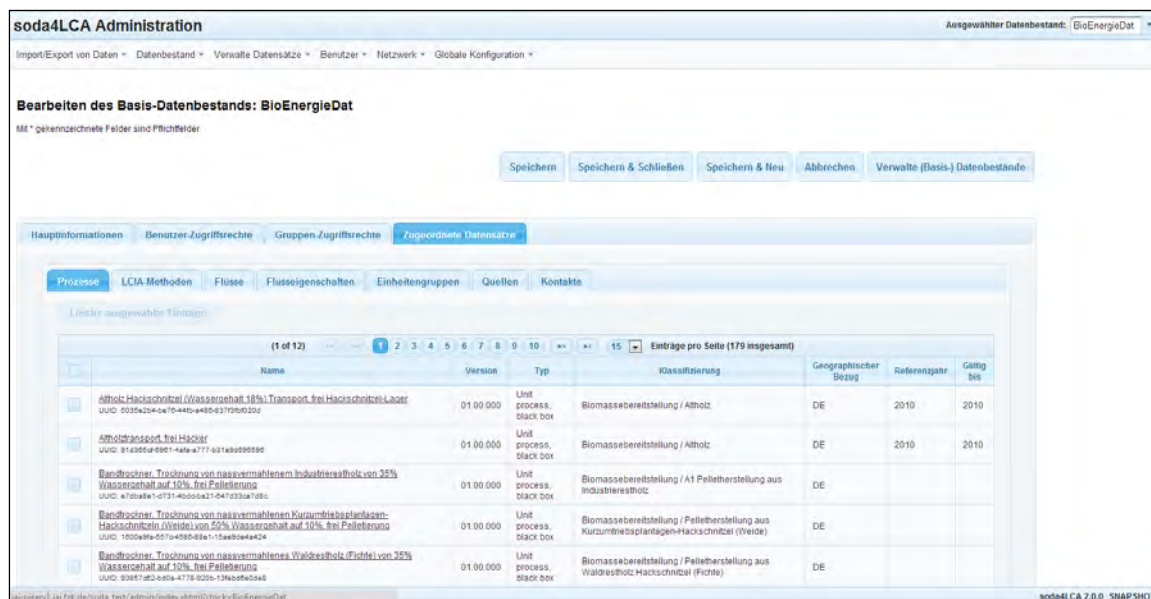 soda4LCA Administration
Ausgewählter Datenbestand: BioEnergieDat
Import/Export von Daten Datenbestand Verwalte Datensätze Benutzer Netzwerk Globale Konfiguration
Bearbeiten des Basis-Datenbestands: BioEnergieDat
Mit * gekennzeichnete Felder sind Pflichtfelder
Speichern Speichern & Schließen Speichern & Neu Abbrechen Verwalte (Basis-) Datenbestände
Hauptinformationen Benutzer-Zugriffsrechte Gruppen-Zugriffsrechte Zugeordnete Datensätze
Prozesse LCIA-Methoden Flüsse Flusseigenschaften Einheitengruppen Quellen Kontakte
Lösche ausgewählte Einträge
(1 of 12) 1 2 3 4 5 6 7 8 9 10 15 Einträge pro Seite (179 insgesamt)
Name Version Typ Klassifizierung Geographischer Bezug Referenzjahr Gültig bis
Altholz Hackschnitzel (Wassergehalt 18%) Transport, frei Hackschnitzel-Lager
UUID:
01.00.000
Unit process, black box
Biomassebereitstellung / Altholz
DE
2010
2010
Altholztransport, frei Hacker
UUID:
01.00.000
Unit process, black box
Biomassebereitstellung / Altholz
DE
2010
2010
Bandtrockner, Trocknung von nassvermahlenem Industrierestholz von 35%
Wassergehalt auf 10%, frei Pelletierung
UUID:
01.00.000
Unit process, black box
Biomassebereitstellung / A1 Pelletherstellung aus
Industrierestholz
DE
Bandtrockner, Trocknung von nassvermahlenen Kurzumtriebsplantagen-
Hackschnitzeln (Weide) von 50% Wassergehalt auf 10%, frei Pelletierung
UUID:
01.00.000
Unit process, black box
Biomassebereitstellung / Pelletherstellung aus
Kurzumtriebsplantagen-Hackschnitzel (Weide)
DE
Bandtrockner, Trocknung von nassvermahlenes Waldrestholz (Fichte) von 35%
Wassergehalt auf 10%, frei Pelletierung
UUID:
01.00.000
Unit process, black box
Biomassebereitstellung / Pelletherstellung aus
Waldrestholz Hackschnitzel (Fichte)
DE
soda4LCA 2.0.0_SNAPSHO